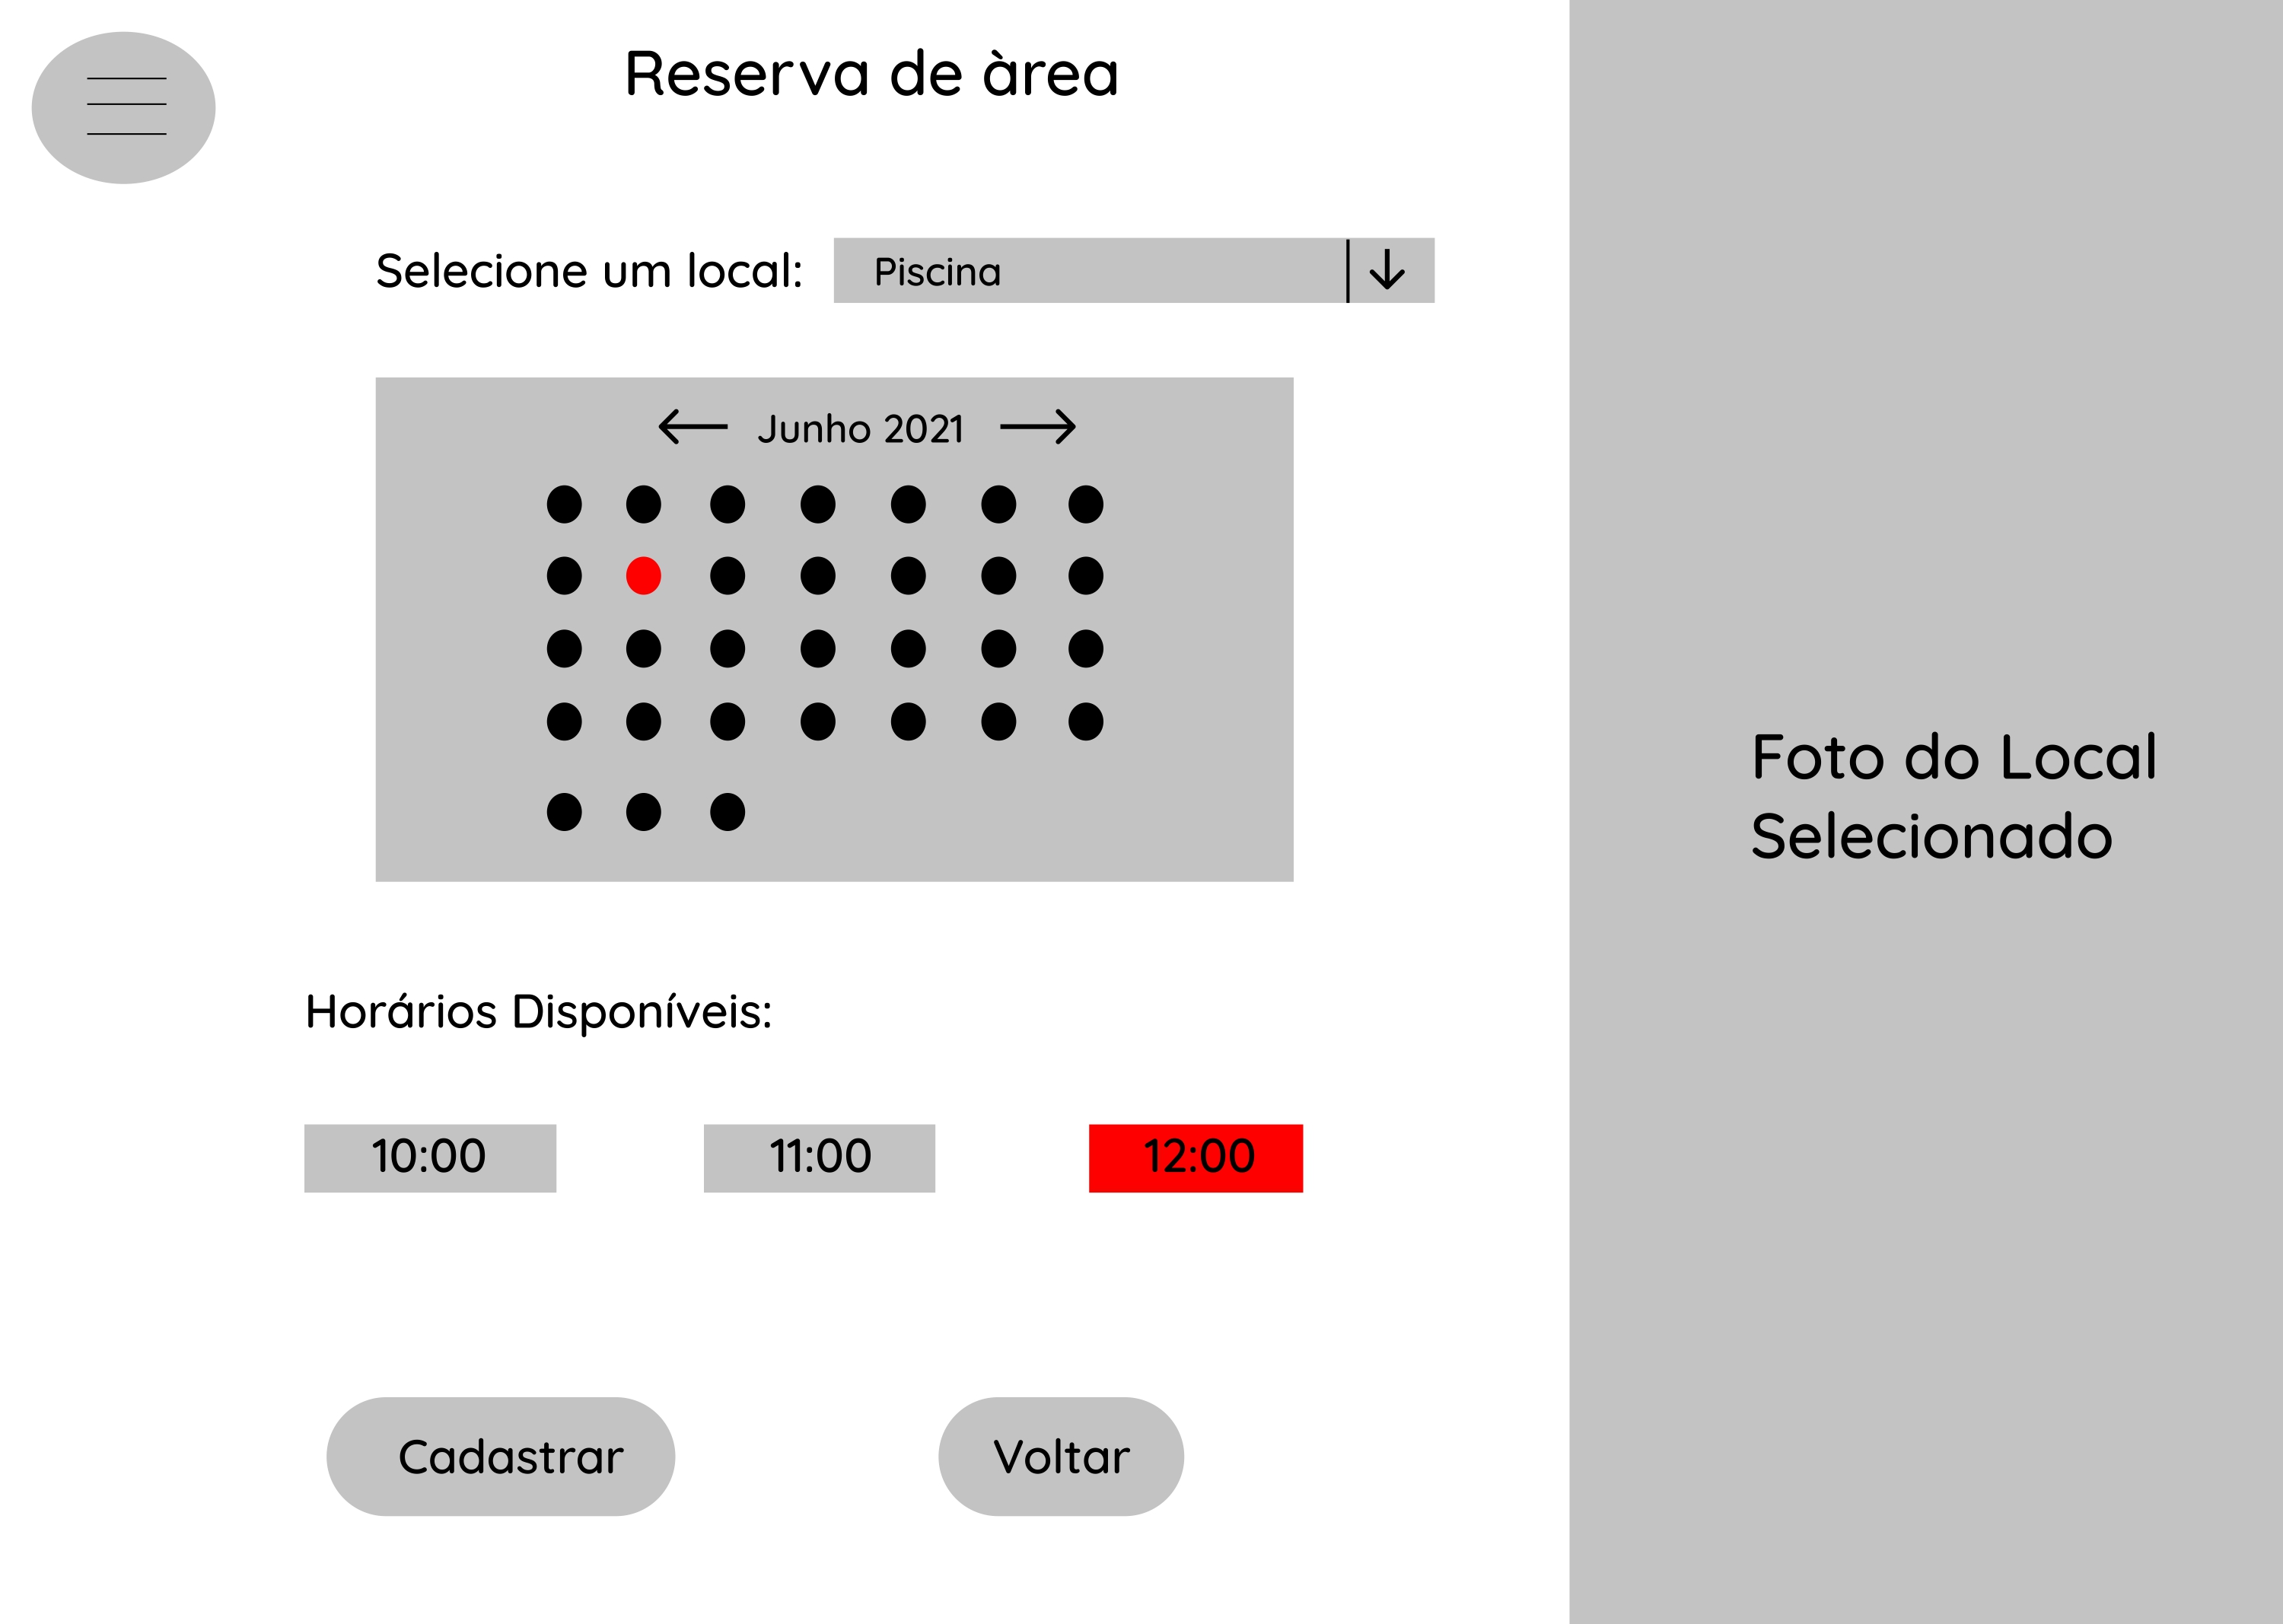 Reserva de àrea
Selecione um local:
Piscina
Junho 2021
Foto do Local
Selecionado
Horários Disponíveis:
10:00
11:00
12:00
Cadastrar
Voltar